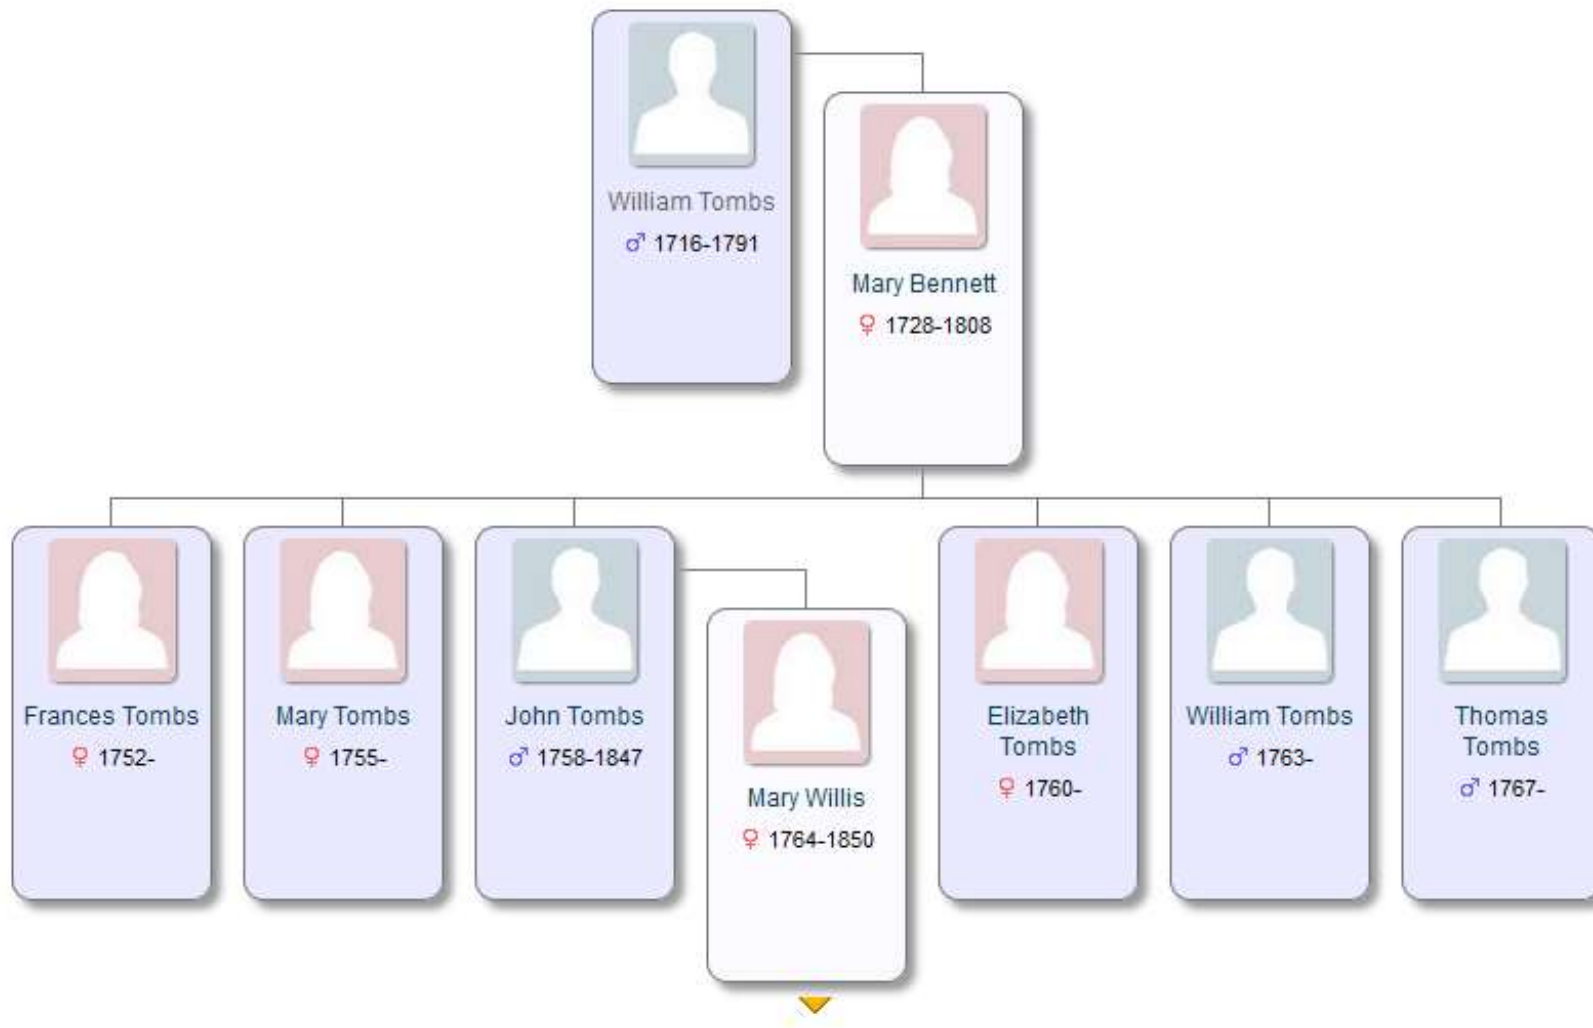 William Tombs
♂ 1716-1791
Mary Bennett
♀ 1728-1808
Frances Tombs
♀ 1752-
Mary Tombs
♀ 1755-
John Tombs
♂ 1758-1847
Mary Willis
♀ 1764-1850
Elizabeth
Tombs
♀ 1760-
William Tombs
♂ 1763-
Thomas
Tombs
♂ 1767-